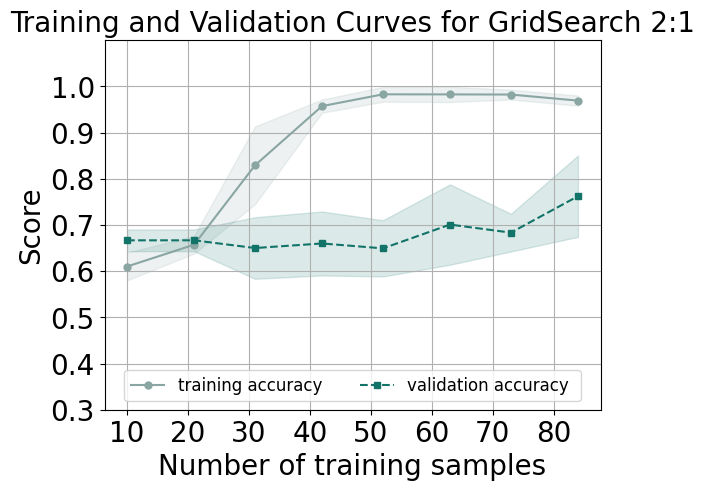 Training and Validation Curves for GridSearch 2:1
Score
1.0
0.9
0.8
0.7
0.6
0.5
0.4
0.3
training accuracy validation accuracy
10 20 30 40 50 60 70 80
Number of training samples